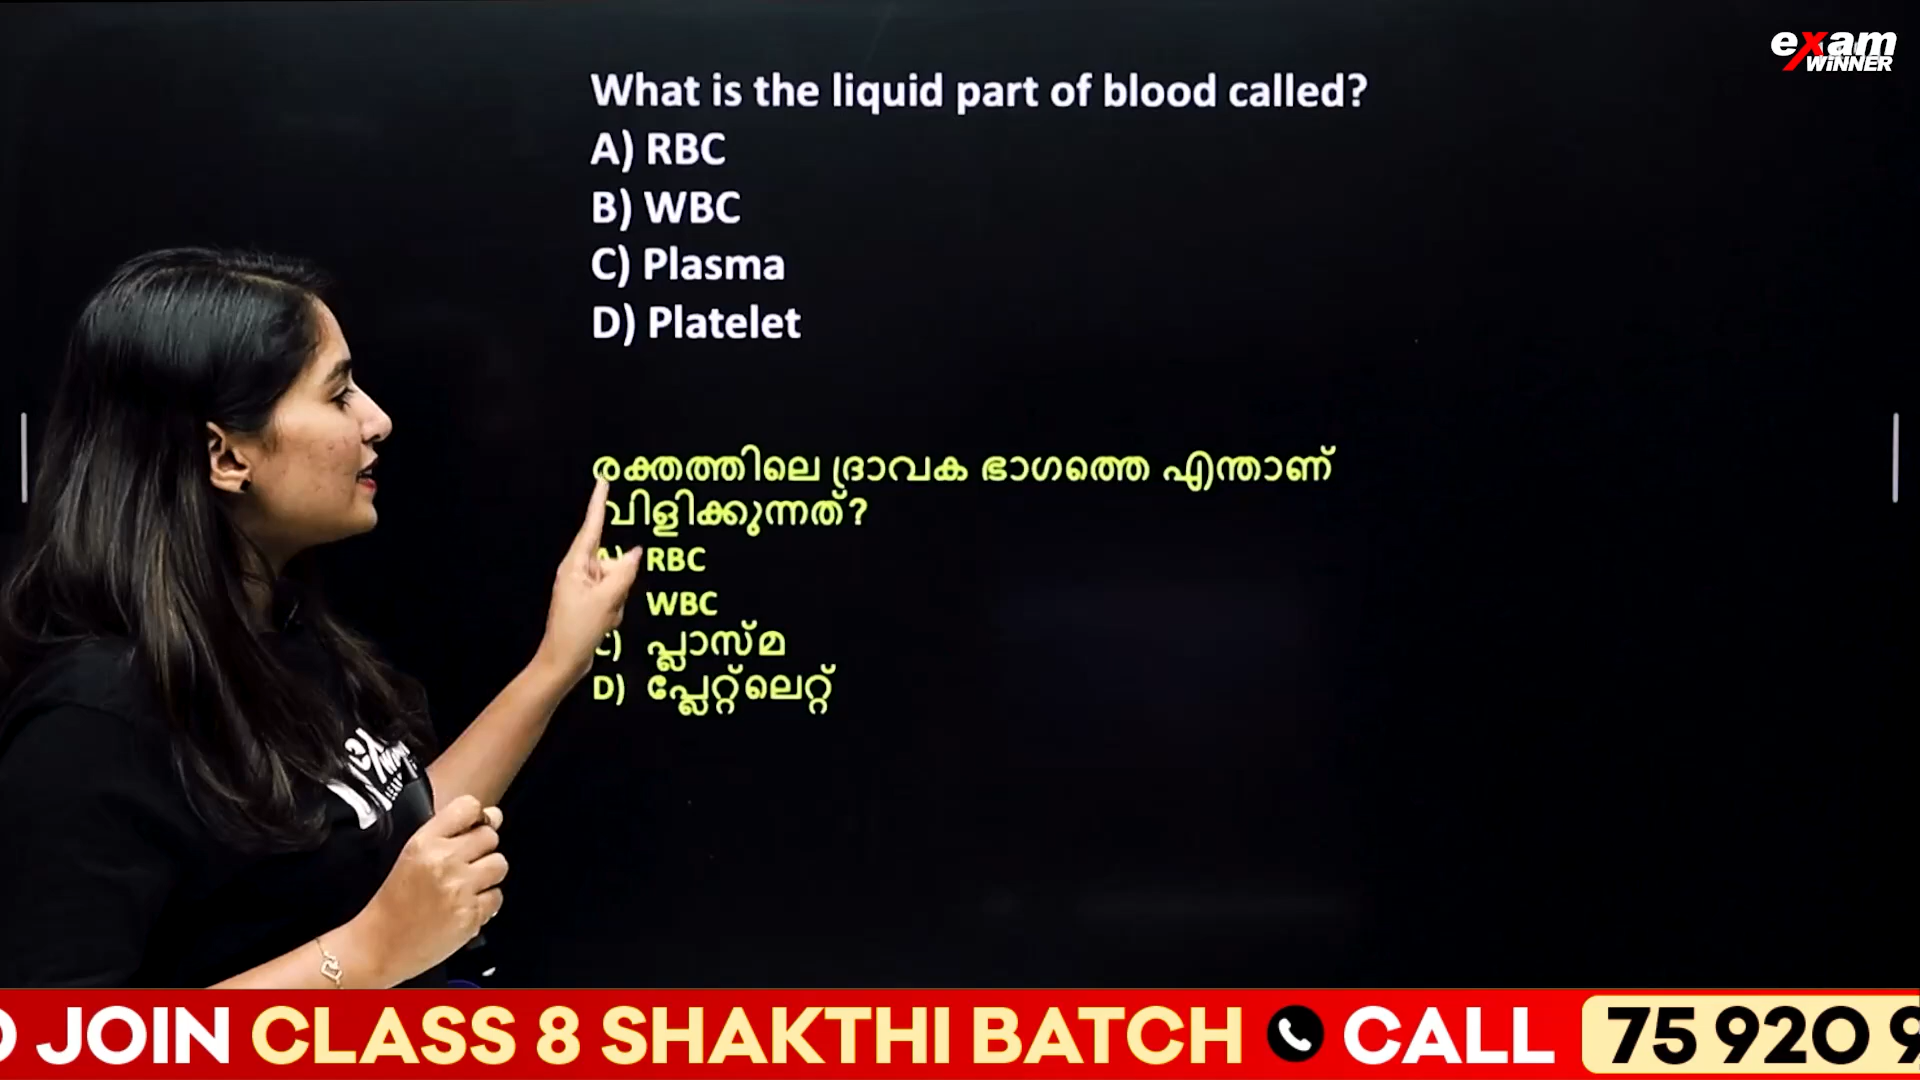 exam
WINNER
What is the liquid part of blood called?
A) RBC
B) WBC
C) Plasma
D) Platelet
രക്തത്തിലെ ദ്രാവക ഭാഗത്തെ എന്താണ്
വിളിക്കുന്നത്?
RBC
WBC
C) പ്ലാസ്മ
D) പ്ലേറ്റ്ലെറ്റ്
JOIN CLASS 8 SHAKTHI BATCH CALL 75 920 9